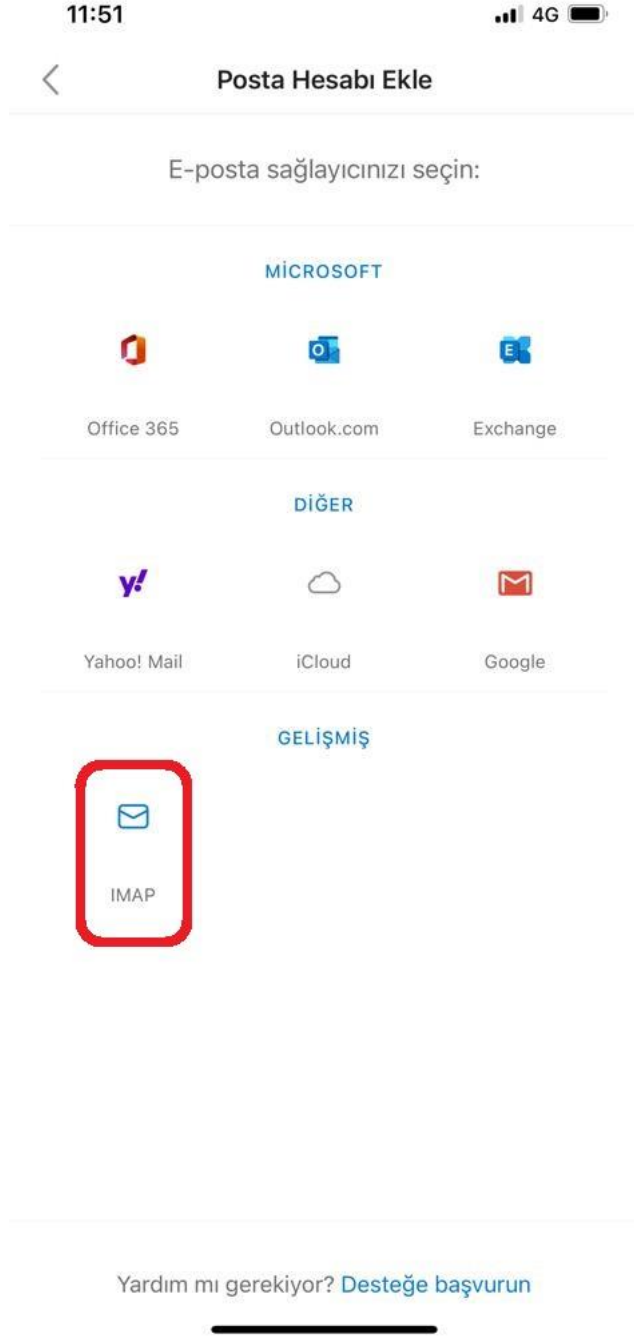 11:51 4G
Posta Hesabı Ekle
E-posta sağlayıcınızı seçin:
MİCROSOFT
Office 365 Outlook.com Exchange
DİĞER
Yahoo! Mail iCloud Google
GELİŞMİŞ
IMAP
Yardım mı gerekiyor? Desteğe başvurun